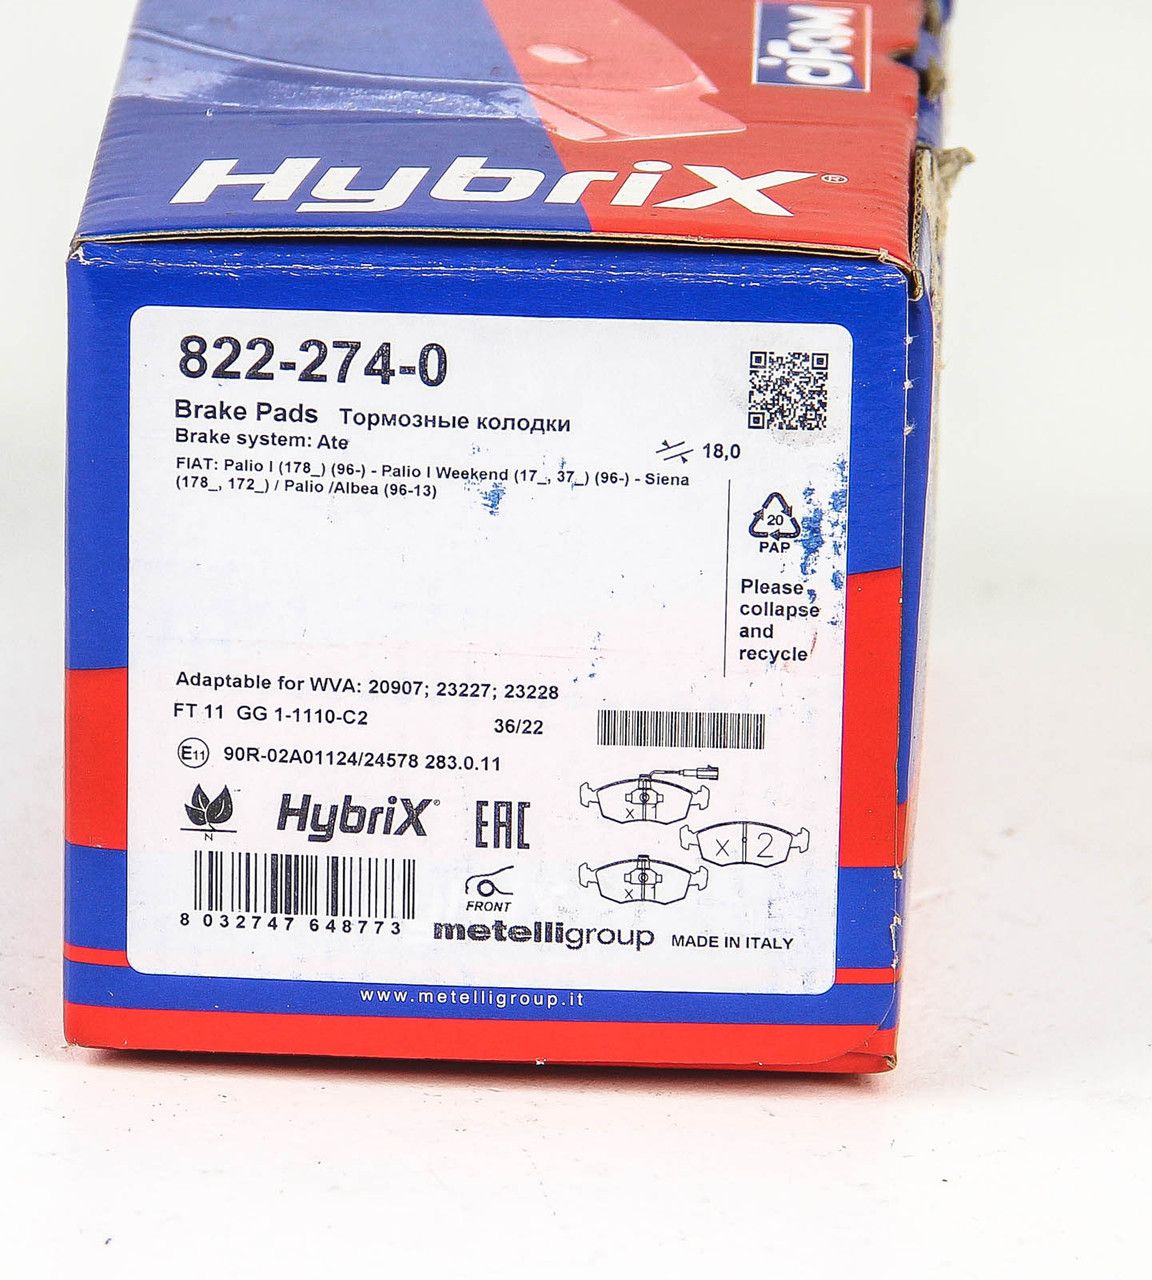 cifam
HybriX®
822-274-0
Brake Pads Тормозные колодки
Brake system: Ate
18,0
FIAT: Palio I (178_) (96-) - Palio I Weekend (17_, 37_) (96-) - Siena
(178_, 172_) / Palio /Albea (96-13)
20
PAP
Please
collapse
and
recycle
Adaptable for WVA: 20907; 23227; 23228
FT 11 GG 1-1110-C2
36/22
E11 90R-02A01124/24578 283.0.11
N
HybriX®
EAC
x 1
x 2
x 1
FRONT
8 032747 648773
metelligroup MADE IN ITALY
www.metelligroup.it